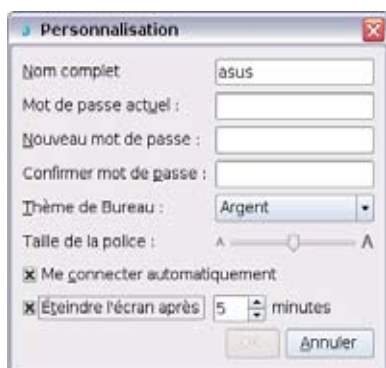 Personnalisation
Nom complet asus
Mot de passe actuel :
Nouveau mot de passe :
Confirmer mot de passe :
Thème de Bureau : Argent
Taille de la police : A A
Me connecter automatiquement
Éteindre l'écran après 5 minutes
Annuler